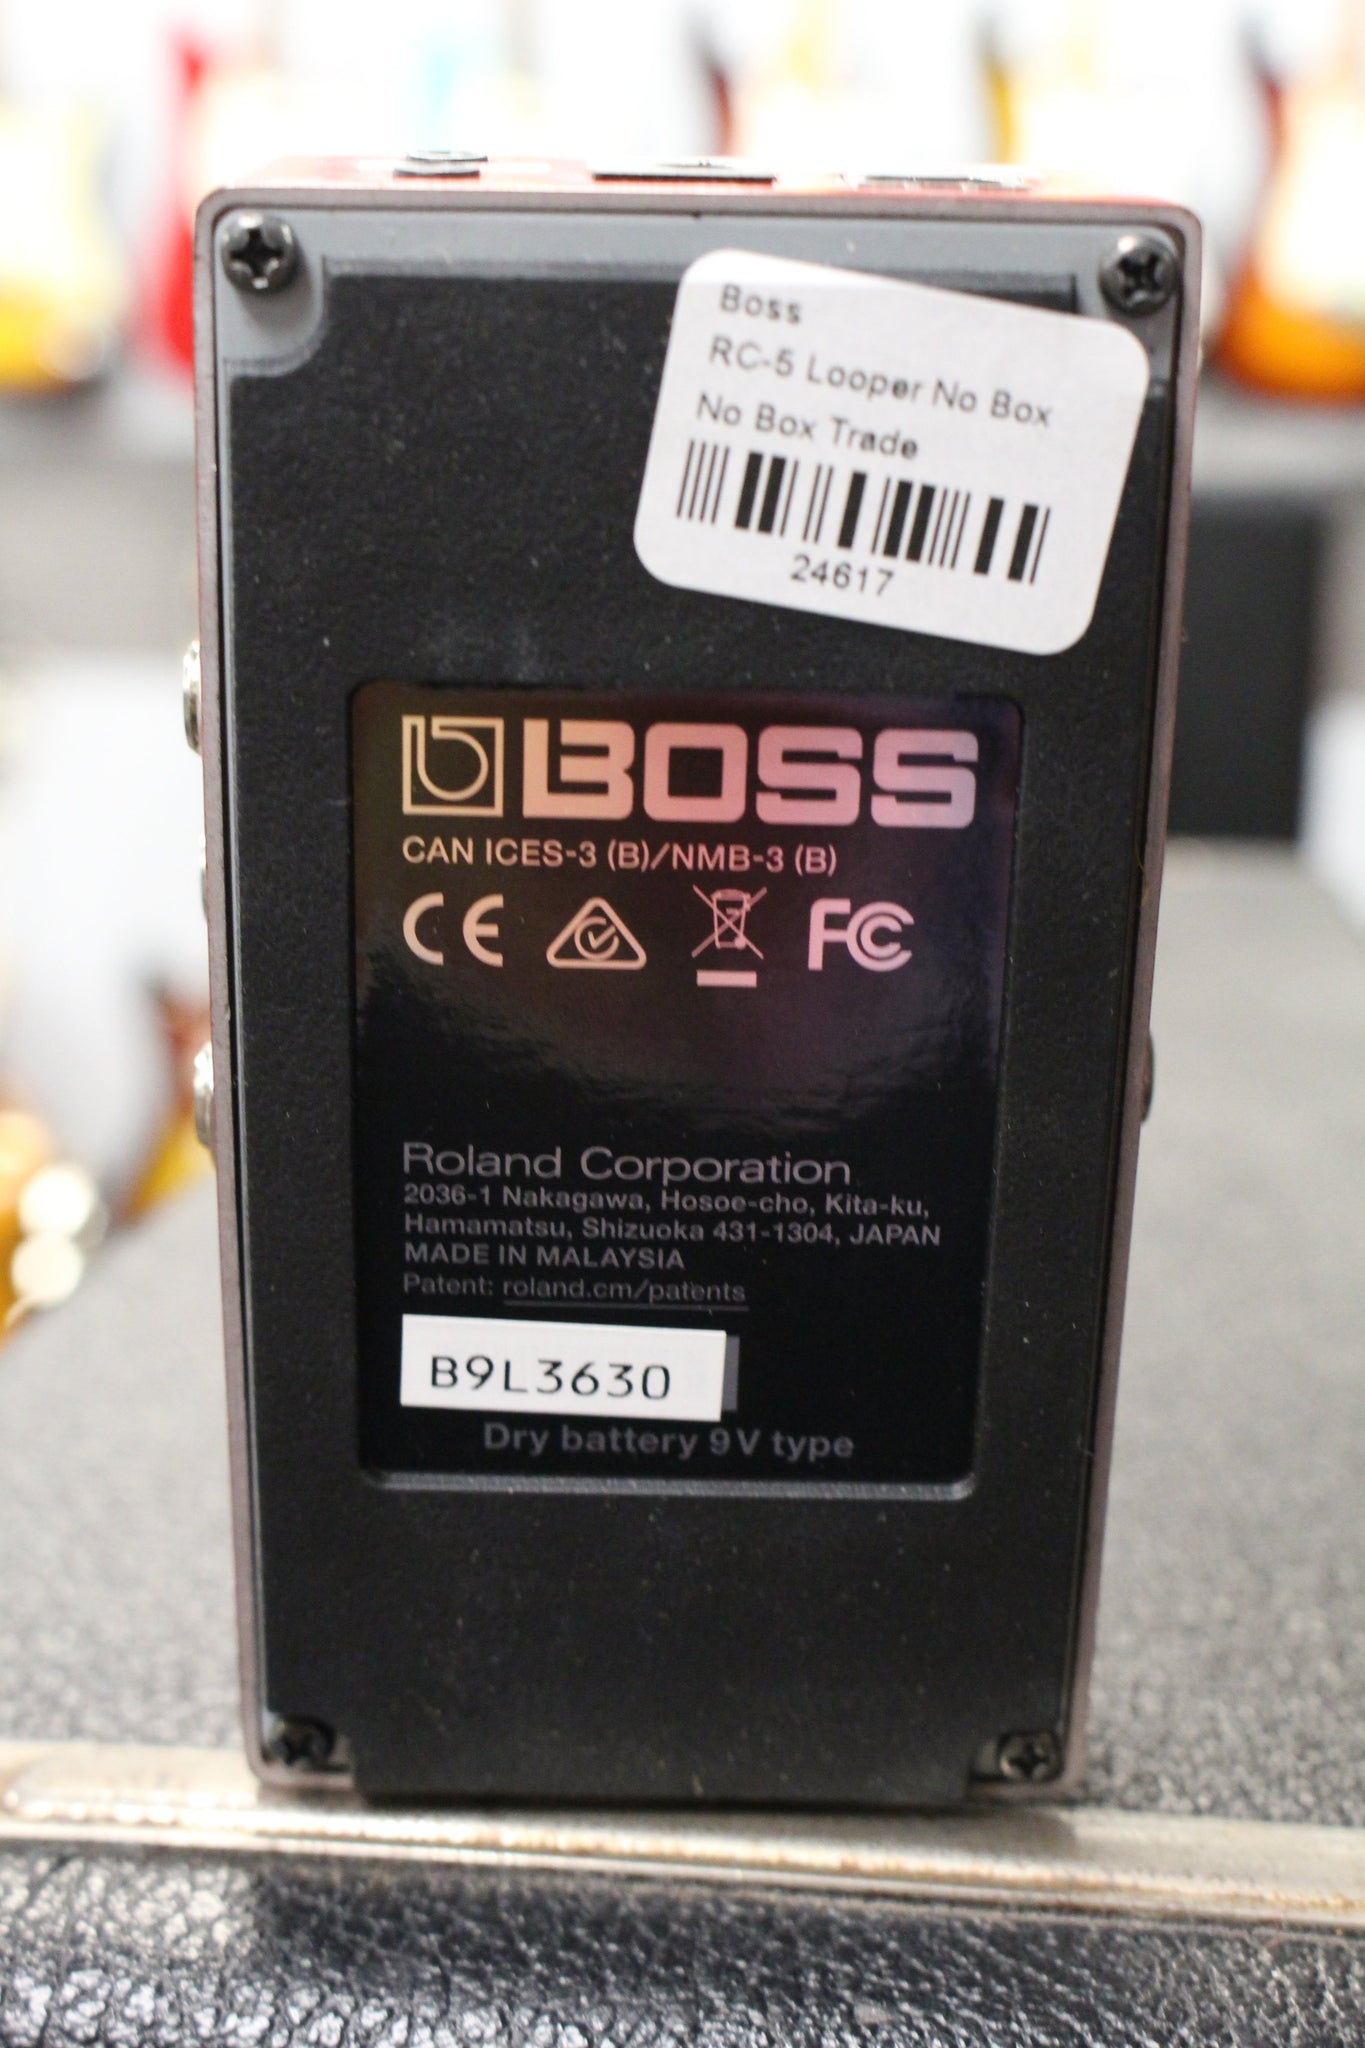 Boss
RC-5 Looper No Box
No Box Trade
24617
BOSS
CAN ICES-3 (B)/NMB-3 (B)
CE
FC
Roland Corporation
2036-1 Nakagawa, Hosoe-cho, Kita-ku,
Hamamatsu, Shizuoka 431-1304, JAPAN
MADE IN MALAYSIA
Patent: roland.cm/patents
B9L3630
Dry battery 9V type